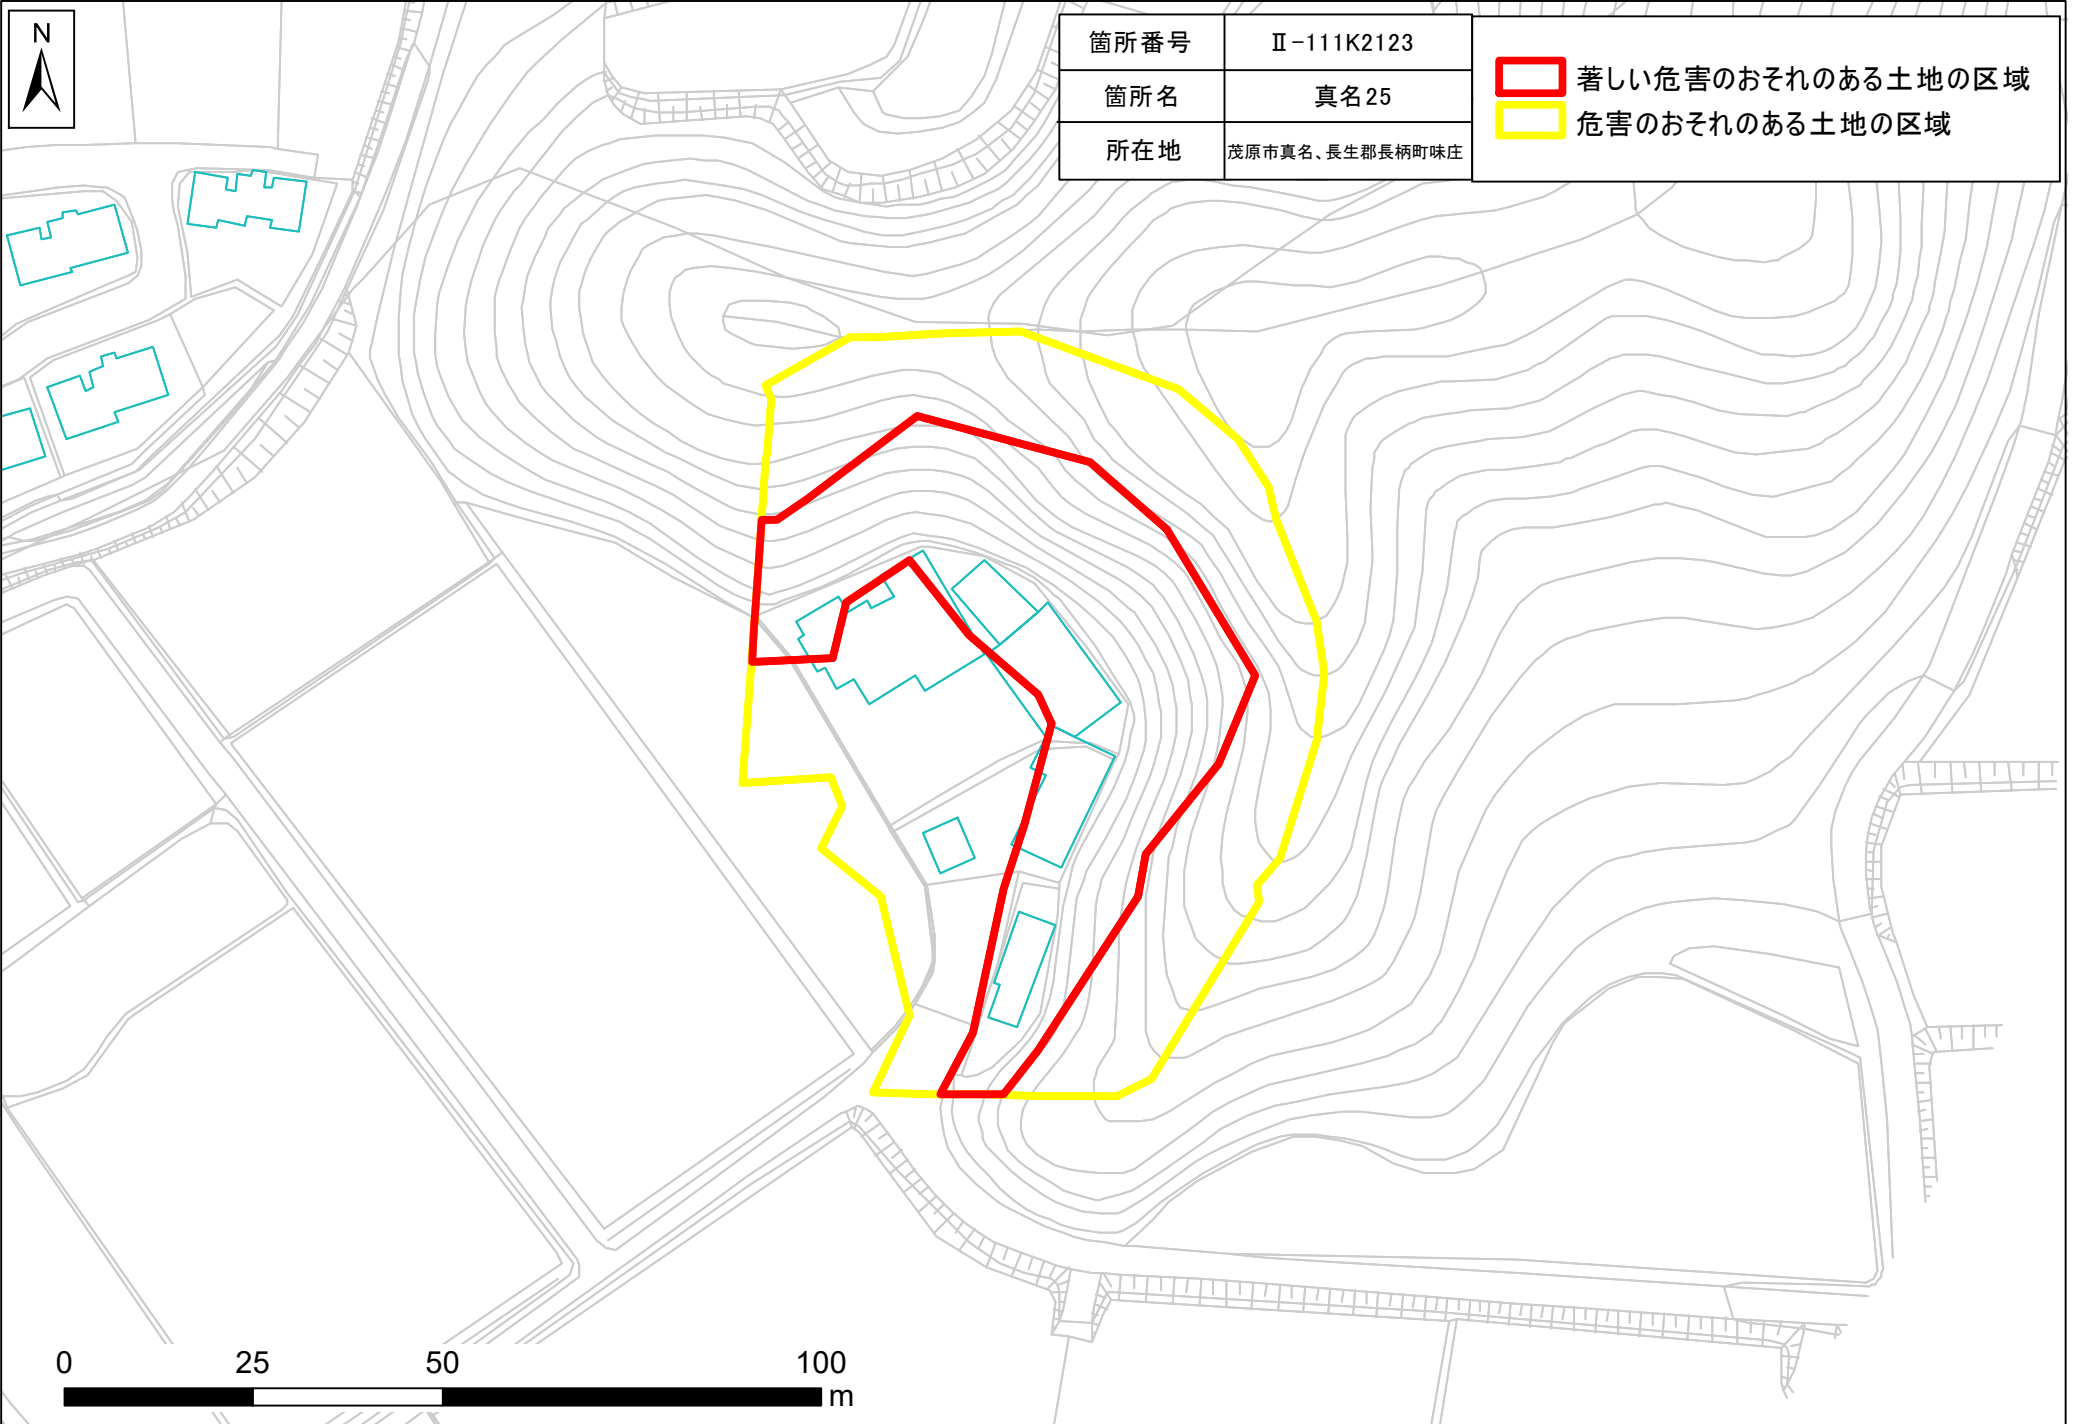 N
箇所番号 Ⅱ-111K2123
箇所名 真名25
所在地 茂原市真名、長生郡長柄町味庄
著しい危害のおそれのある土地の区域
危害のおそれのある土地の区域
0 25 50 100
m